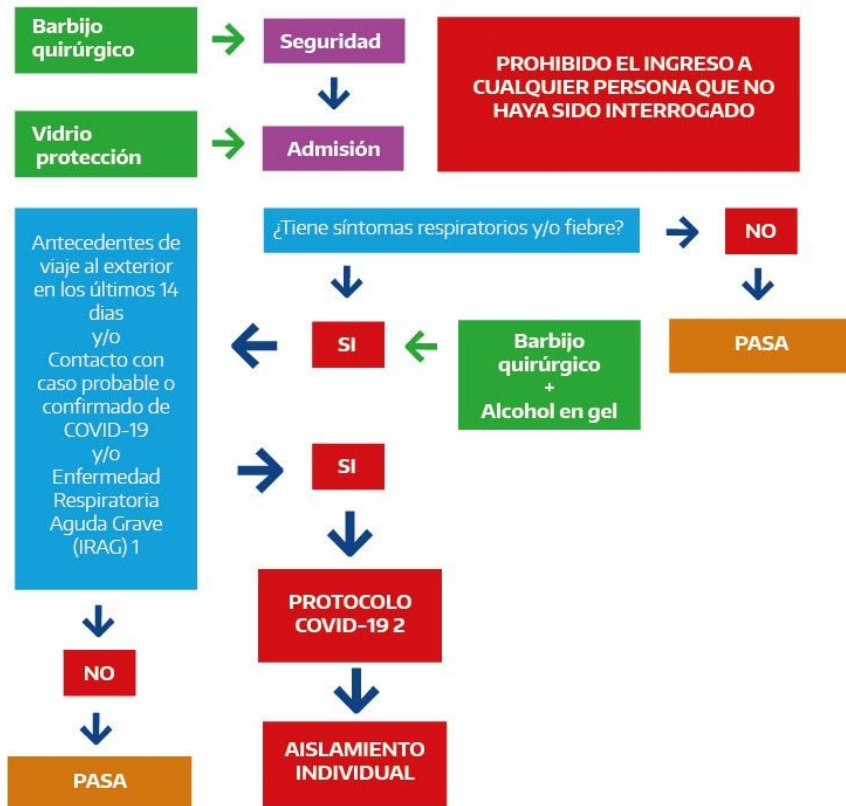 Barbijo
quirúrgico
Seguridad
PROHIBIDO EL INGRESO A
CUALQUIER PERSONA QUE NO
HAYA SIDO INTERROGADO
Vidrio
protección
Admisión
¿Tiene síntomas respiratorios y/o fiebre?
NO
PASA
SI
Barbijo
quirúrgico
+
Alcohol en gel
Antecedentes de
viaje al exterior
en los últimos 14
dias
y/o
Contacto con
caso probable o
confirmado de
COVID-19
y/o
Enfermedad
Respiratoria
Aguda Grave
(IRAG) 1
SI
PROTOCOLO
COVID-19 2
AISLAMIENTO
INDIVIDUAL
NO
PASA